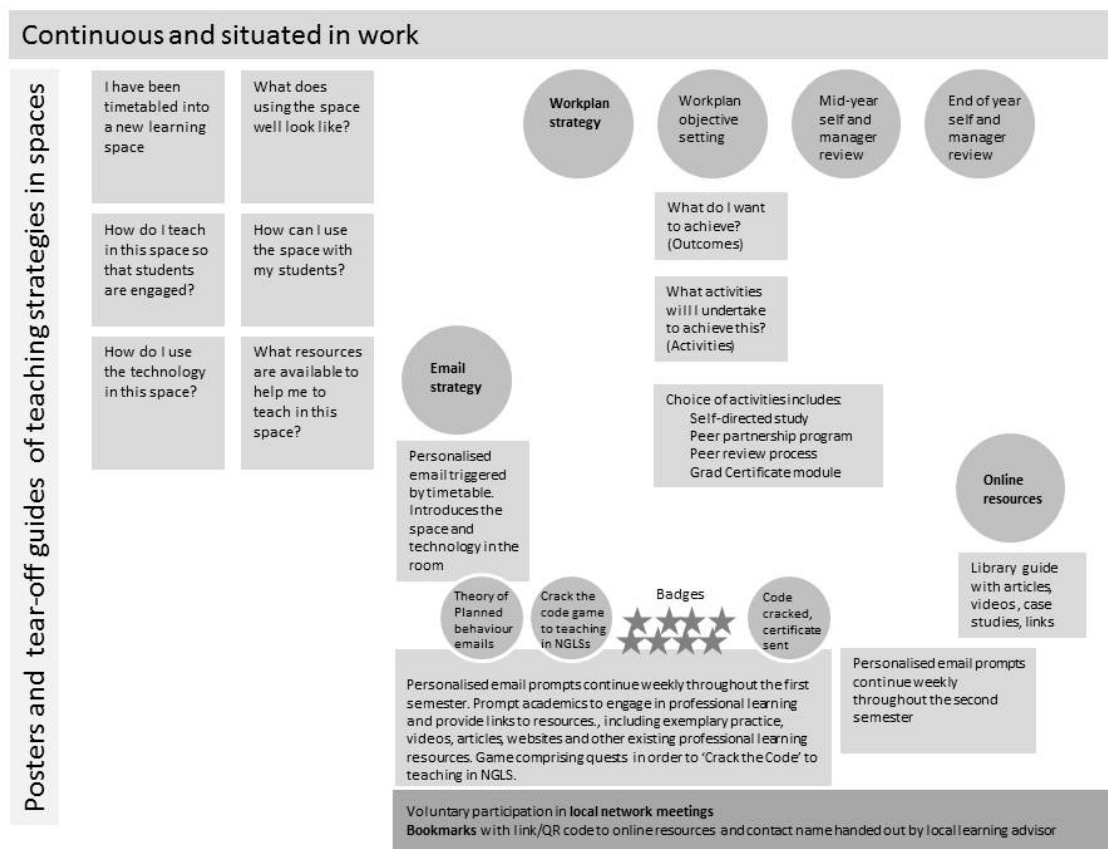 Continuous and situated in work
Posters and tear-off guides of teaching strategies in spaces
I have been
timetabled into
a new learning
space
What does
using the space
well look like?
How do I teach
in this space so
that students
are engaged?
How can I use
the space with
my students?
How do I use
the technology
in this space?
What resources
are available to
help me to
teach in this
space?
Workplan
strategy
Workplan
objective
setting
Mid-year
self and
manager
review
End of year
self and
manager
review
What do I want
to achieve?
(Outcomes)
What activities
will I undertake
to achieve this?
(Activities)
Choice of activities includes:
Self-directed study
Peer partnership program
Peer review process
Grad Certificate module
Email
strategy
Personalised
email triggered
by timetable.
Introduces the
space and
technology in the
room
Online
resources
Library guide
with articles,
videos, case
studies, links
Theory of
Planned
behaviour
emails
Crack the
code game
to teaching
in NGLSs
Badges
Code
cracked,
certificate
sent
Personalised email prompts continue weekly throughout the first
semester. Prompt academics to engage in professional learning
and provide links to resources., including exemplary practice,
videos, articles, websites and other existing professional learning
resources. Game comprising quests in order to ‘Crack the Code’ to
teaching in NGLS.
Personalised email prompts
continue weekly
throughout the second
semester
Voluntary participation in local network meetings
Bookmarks with link/QR code to online resources and contact name handed out by local learning advisor